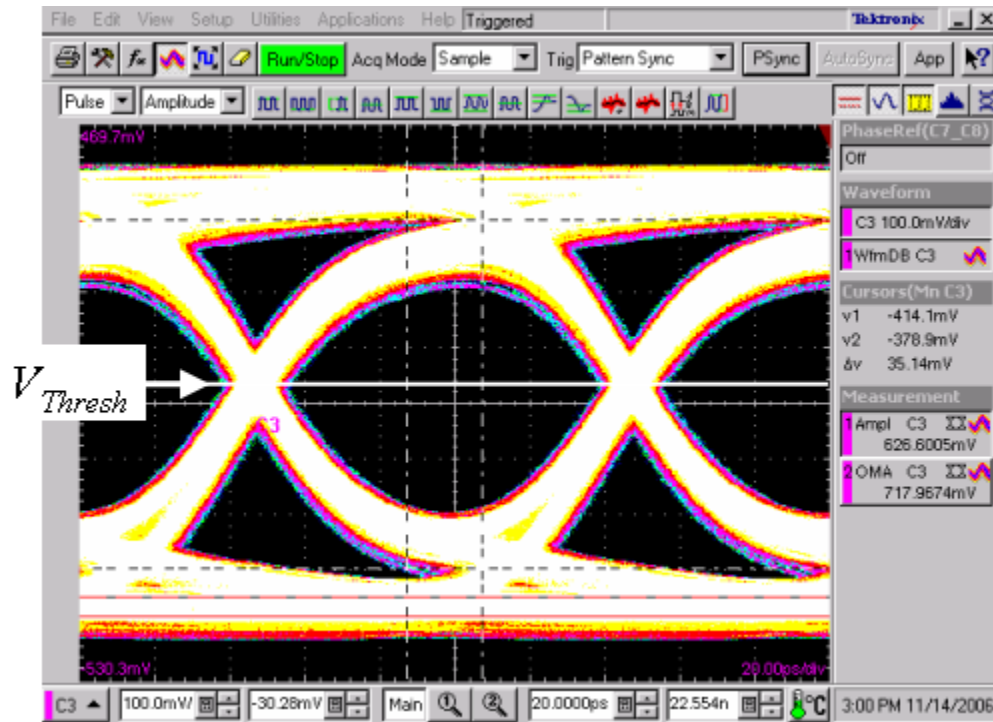 File Edit View Setup Utilities Applications Help Triggered Tektronix
Run/Stop Acq Mode Sample Trig Pattern Sync PSync AutoSync App
Pulse Amplitude
469.7mV
PhaseRef(C7_C8)
Off
Waveform
C3 100.0mV/div
1 WfmDB C3
Cursors(Mn C3)
v1 -414.1mV
v2 -378.9mV
Δv 35.14mV
Measurement
1 Ampl C3
626.6005mV
2 OMA C3
717.9674mV
V Thresh
C3
-530.3mV 20.00ps/div
C3 100.0mV/ -30.28mV Main 1 2 20.0000ps 22.554n °C 3:00 PM 11/14/2006